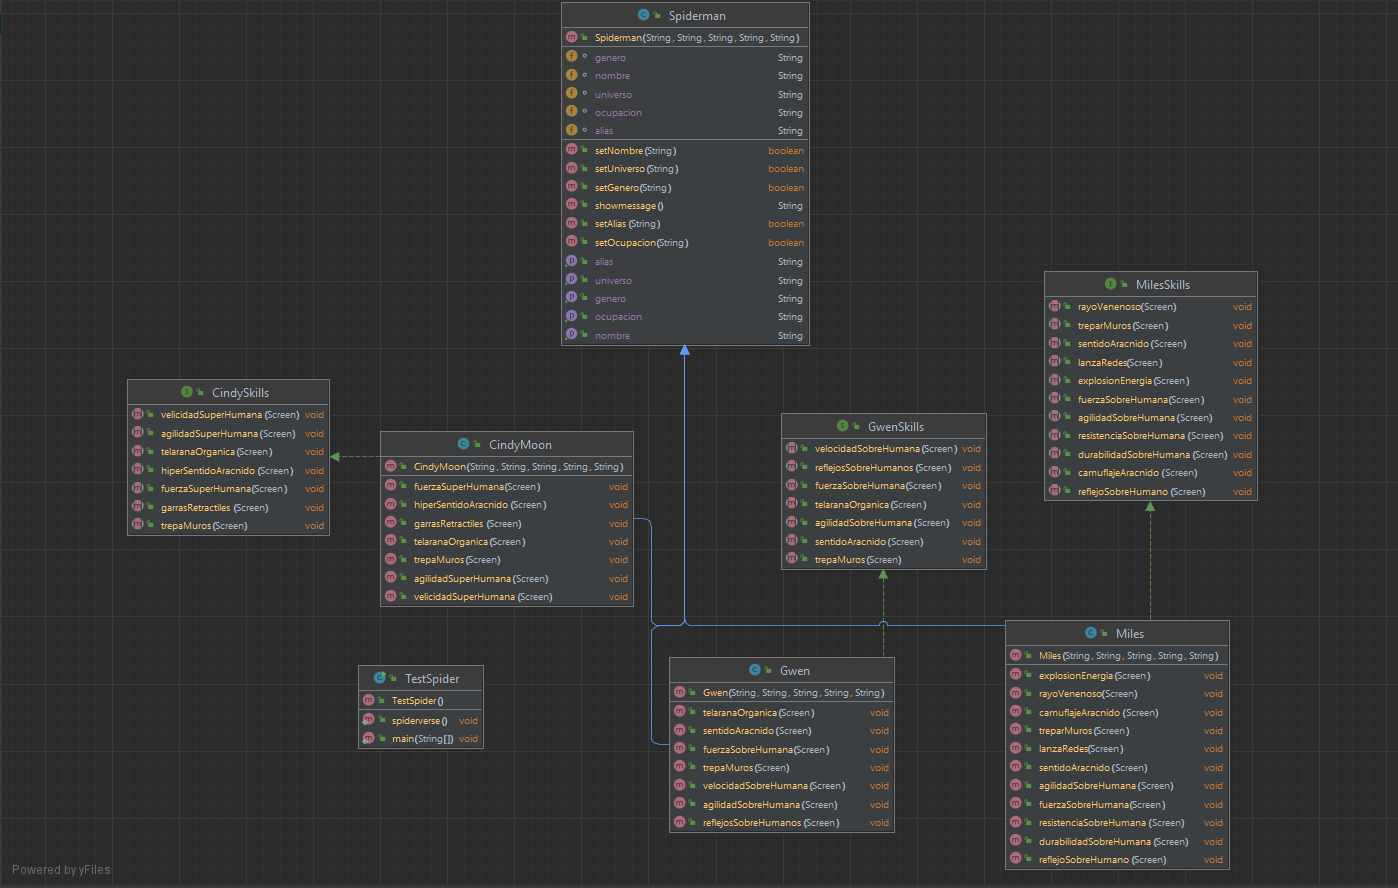 Spiderman
Spiderman(String, String, String, String, String)
genero String
nombre String
universo String
ocupacion String
alias String
setNombre(String) boolean
setUniverso(String) boolean
setGenero(String) boolean
showmessage() String
setAlias(String) boolean
setOcupacion(String) boolean
alias String
universo String
genero String
ocupacion String
nombre String
CindySkills
velicidadSuperHumana(Screen) void
agilidadSuperHumana(Screen) void
telaranaOrganica(Screen) void
hiperSentidoAracnido(Screen) void
fuerzaSuperHumana(Screen) void
garrasRetractiles(Screen) void
trepaMuros(Screen) void
CindyMoon
CindyMoon(String, String, String, String, String)
fuerzaSuperHumana(Screen) void
hiperSentidoAracnido(Screen) void
garrasRetractiles(Screen) void
telaranaOrganica(Screen) void
trepaMuros(Screen) void
agilidadSuperHumana(Screen) void
velicidadSuperHumana(Screen) void
GwenSkills
velocidadSobreHumana(Screen) void
reflejosSobreHumanos(Screen) void
fuerzaSobreHumana(Screen) void
telaranaOrganica(Screen) void
agilidadSobreHumana(Screen) void
sentidoAracnido(Screen) void
trepaMuros(Screen) void
MilesSkills
rayoVenenoso(Screen) void
treparMuros(Screen) void
sentidoAracnido(Screen) void
lanzaRedes(Screen) void
explosionEnergia(Screen) void
fuerzaSobreHumana(Screen) void
agilidadSobreHumana(Screen) void
resistenciaSobreHumana(Screen) void
durabilidadSobreHumana(Screen) void
camuflajeAracnido(Screen) void
reflejoSobreHumano(Screen) void
TestSpider
TestSpider()
spiderverse() void
main(String[]) void
Gwen
Gwen(String, String, String, String, String)
telaranaOrganica(Screen) void
sentidoAracnido(Screen) void
fuerzaSobreHumana(Screen) void
trepaMuros(Screen) void
velocidadSobreHumana(Screen) void
agilidadSobreHumana(Screen) void
reflejosSobreHumanos(Screen) void
Miles
Miles(String, String, String, String, String)
explosionEnergia(Screen) void
rayoVenenoso(Screen) void
camuflajeAracnido(Screen) void
treparMuros(Screen) void
lanzaRedes(Screen) void
sentidoAracnido(Screen) void
agilidadSobreHumana(Screen) void
fuerzaSobreHumana(Screen) void
resistenciaSobreHumana(Screen) void
durabilidadSobreHumana(Screen) void
reflejoSobreHumano(Screen) void
Powered by yFiles